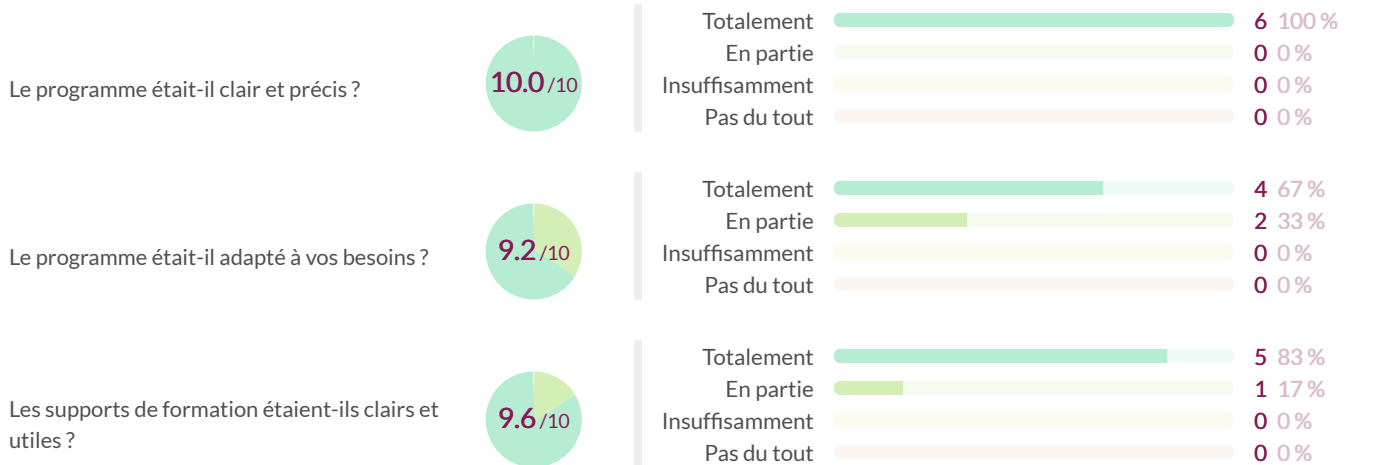 Le programme était-il clair et précis ?
10.0 /10
Totalement 6 100 %
En partie 0 0 %
Insuffisamment 0 0 %
Pas du tout 0 0 %
Le programme était-il adapté à vos besoins ?
9.2 /10
Totalement 4 67 %
En partie 2 33 %
Insuffisamment 0 0 %
Pas du tout 0 0 %
Les supports de formation étaient-ils clairs et
utiles ?
9.6 /10
Totalement 5 83 %
En partie 1 17 %
Insuffisamment 0 0 %
Pas du tout 0 0 %